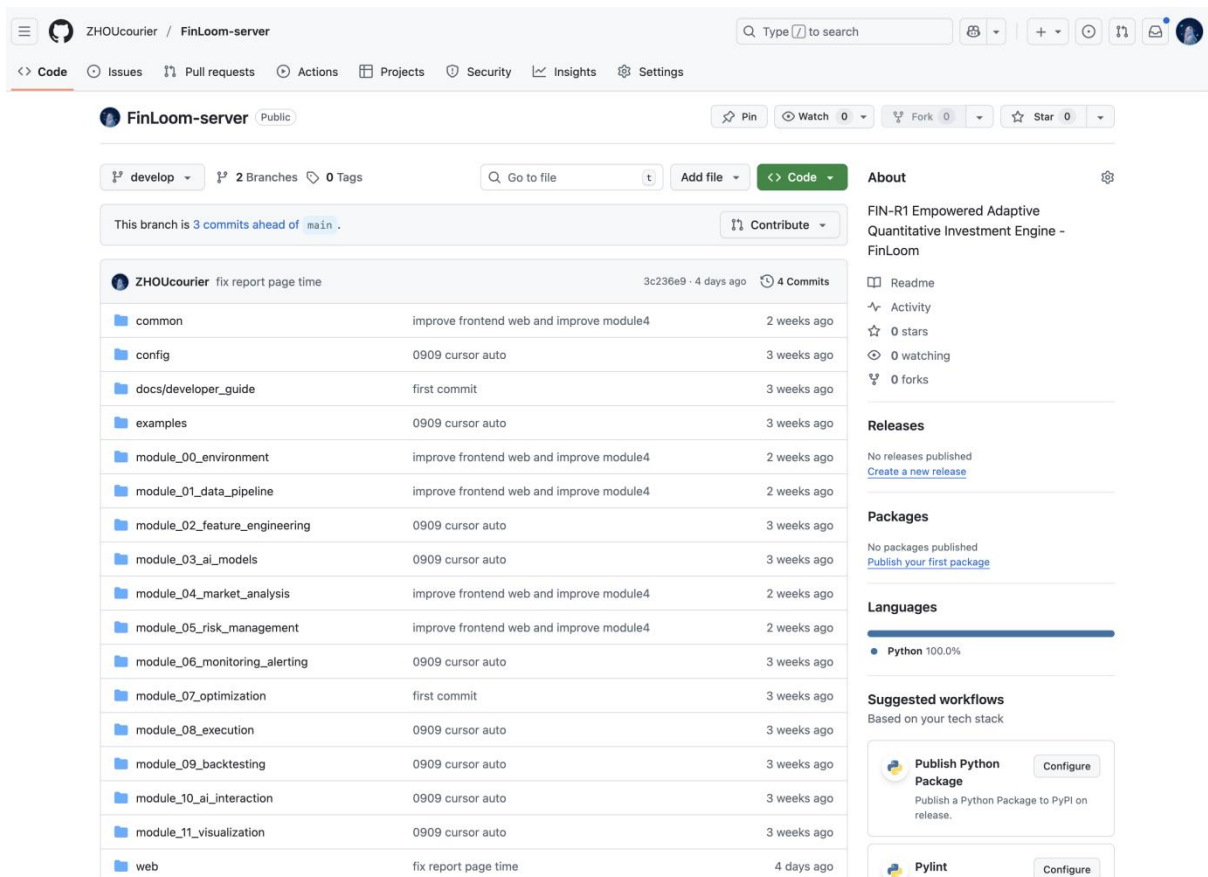 ZHOUcourier / FinLoom-server
Type / to search
Code Issues Pull requests Actions Projects Security Insights Settings
FinLoom-server Public
Pin Watch 0 Fork 0 Star 0
develop 2 Branches 0 Tags
Go to file t
Add file Code
This branch is 3 commits ahead of main .
Contribute
ZHOUcourier fix report page time 3c236e9 · 4 days ago 4 Commits
common improve frontend web and improve module4 2 weeks ago
config 0909 cursor auto 3 weeks ago
docs/developer_guide first commit 3 weeks ago
examples 0909 cursor auto 3 weeks ago
module_00_environment improve frontend web and improve module4 2 weeks ago
module_01_data_pipeline improve frontend web and improve module4 2 weeks ago
module_02_feature_engineering 0909 cursor auto 3 weeks ago
module_03_ai_models 0909 cursor auto 3 weeks ago
module_04_market_analysis improve frontend web and improve module4 2 weeks ago
module_05_risk_management improve frontend web and improve module4 2 weeks ago
module_06_monitoring_alerting 0909 cursor auto 3 weeks ago
module_07_optimization first commit 3 weeks ago
module_08_execution 0909 cursor auto 3 weeks ago
module_09_backtesting 0909 cursor auto 3 weeks ago
module_10_ai_interaction 0909 cursor auto 3 weeks ago
module_11_visualization 0909 cursor auto 3 weeks ago
web fix report page time 4 days ago
About
FIN-R1 Empowered Adaptive
Quantitative Investment Engine -
FinLoom
Readme
Activity
0 stars
0 watching
0 forks
Releases
No releases published
Create a new release
Packages
No packages published
Publish your first package
Languages
Python 100.0%
Suggested workflows
Based on your tech stack
Publish Python
Package
Configure
Publish a Python Package to PyPI on
release.
Pylint
Configure